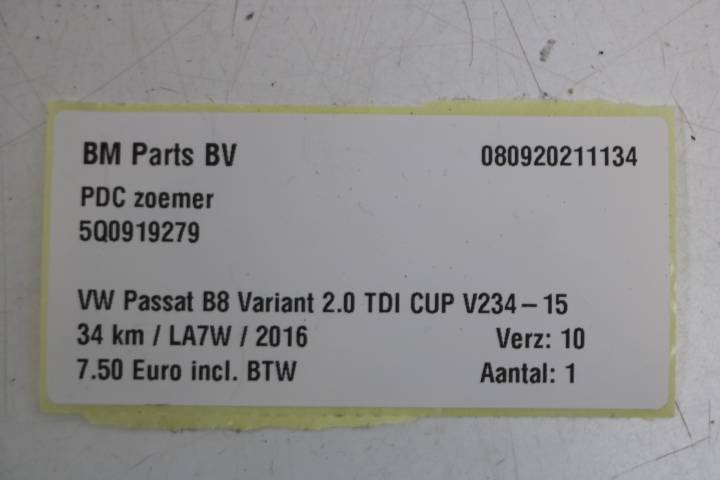 BM Parts BV 080920211134
PDC zoemer
5Q0919279
VW Passat B8 Variant 2.0 TDI CUP V234-15
34 km / LA7W / 2016 Verz: 10
7.50 Euro incl. BTW Aantal: 1